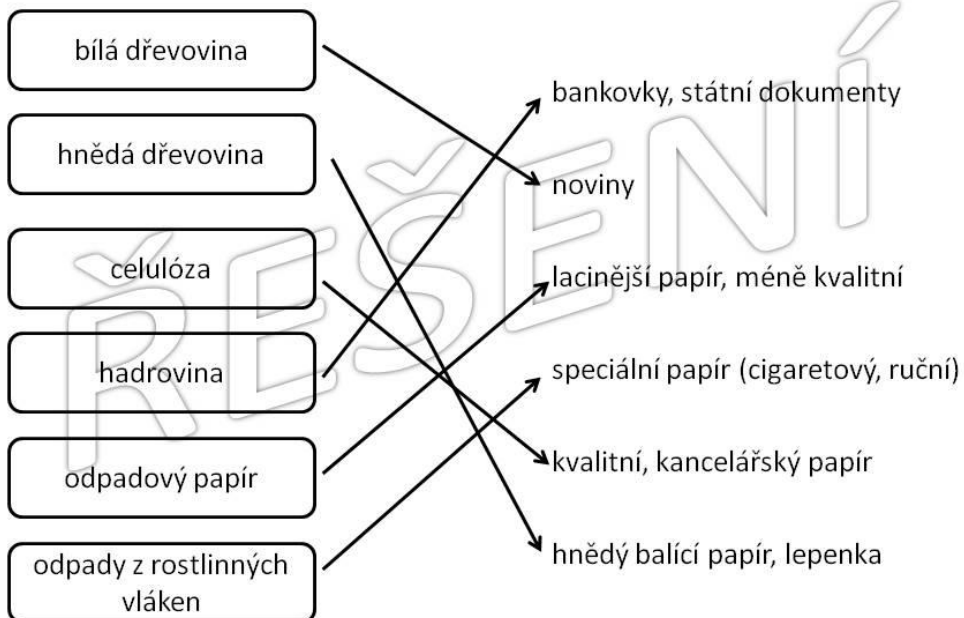 bílá dřevovina
hnědá dřevovina
celulóza
hadrovina
odpadový papír
odpady z rostlinných
vláken
bankovky, státní dokumenty
noviny
lacinější papír, méně kvalitní
speciální papír (cigaretový, ruční)
kvalitní, kancelářský papír
hnědý balící papír, lepenka
ŘEŠENÍ